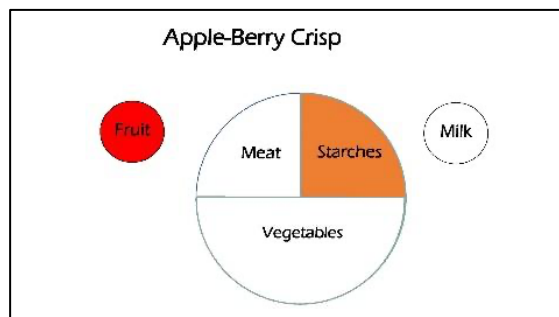 Apple-Berry Crisp
Fruit
Milk
Meat
Starches
Vegetables